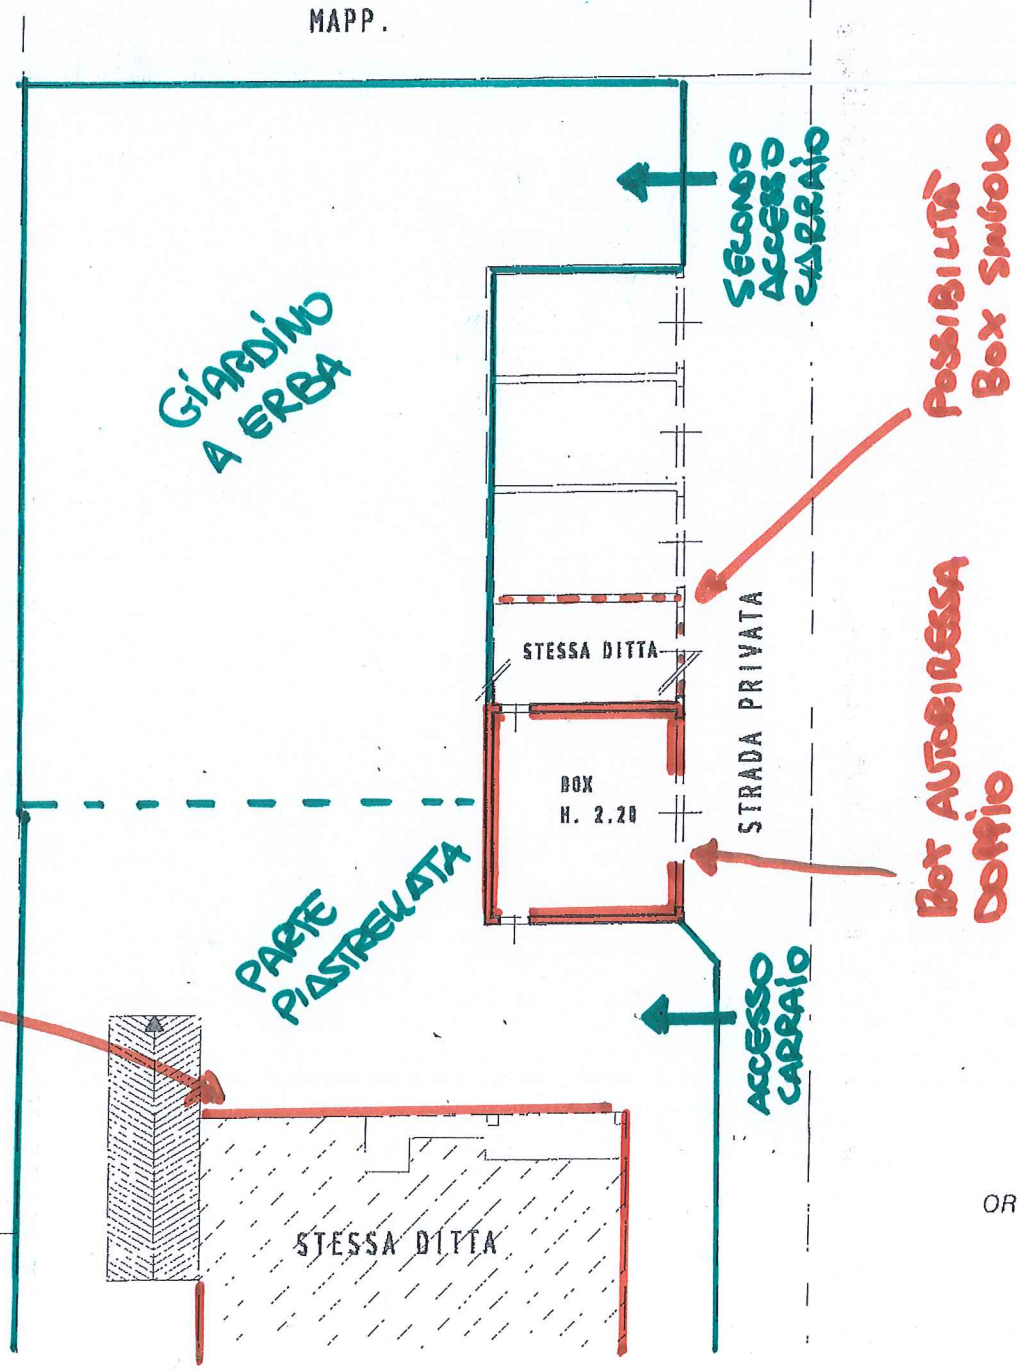 MAPP.
SECONDO
ACCESSO
CARRAIO
POSSIBILITÀ
BOX SINGOLO
GIARDINO
A ERBA
STESSA DITTA
STRADA PRIVATA
BOX
H. 2.20
BOX AUTORIMESSA
DOPPIO
PARTE
PIASTRELLATA
ACCESSO
CARRAIO
STESSA DITTA
OR